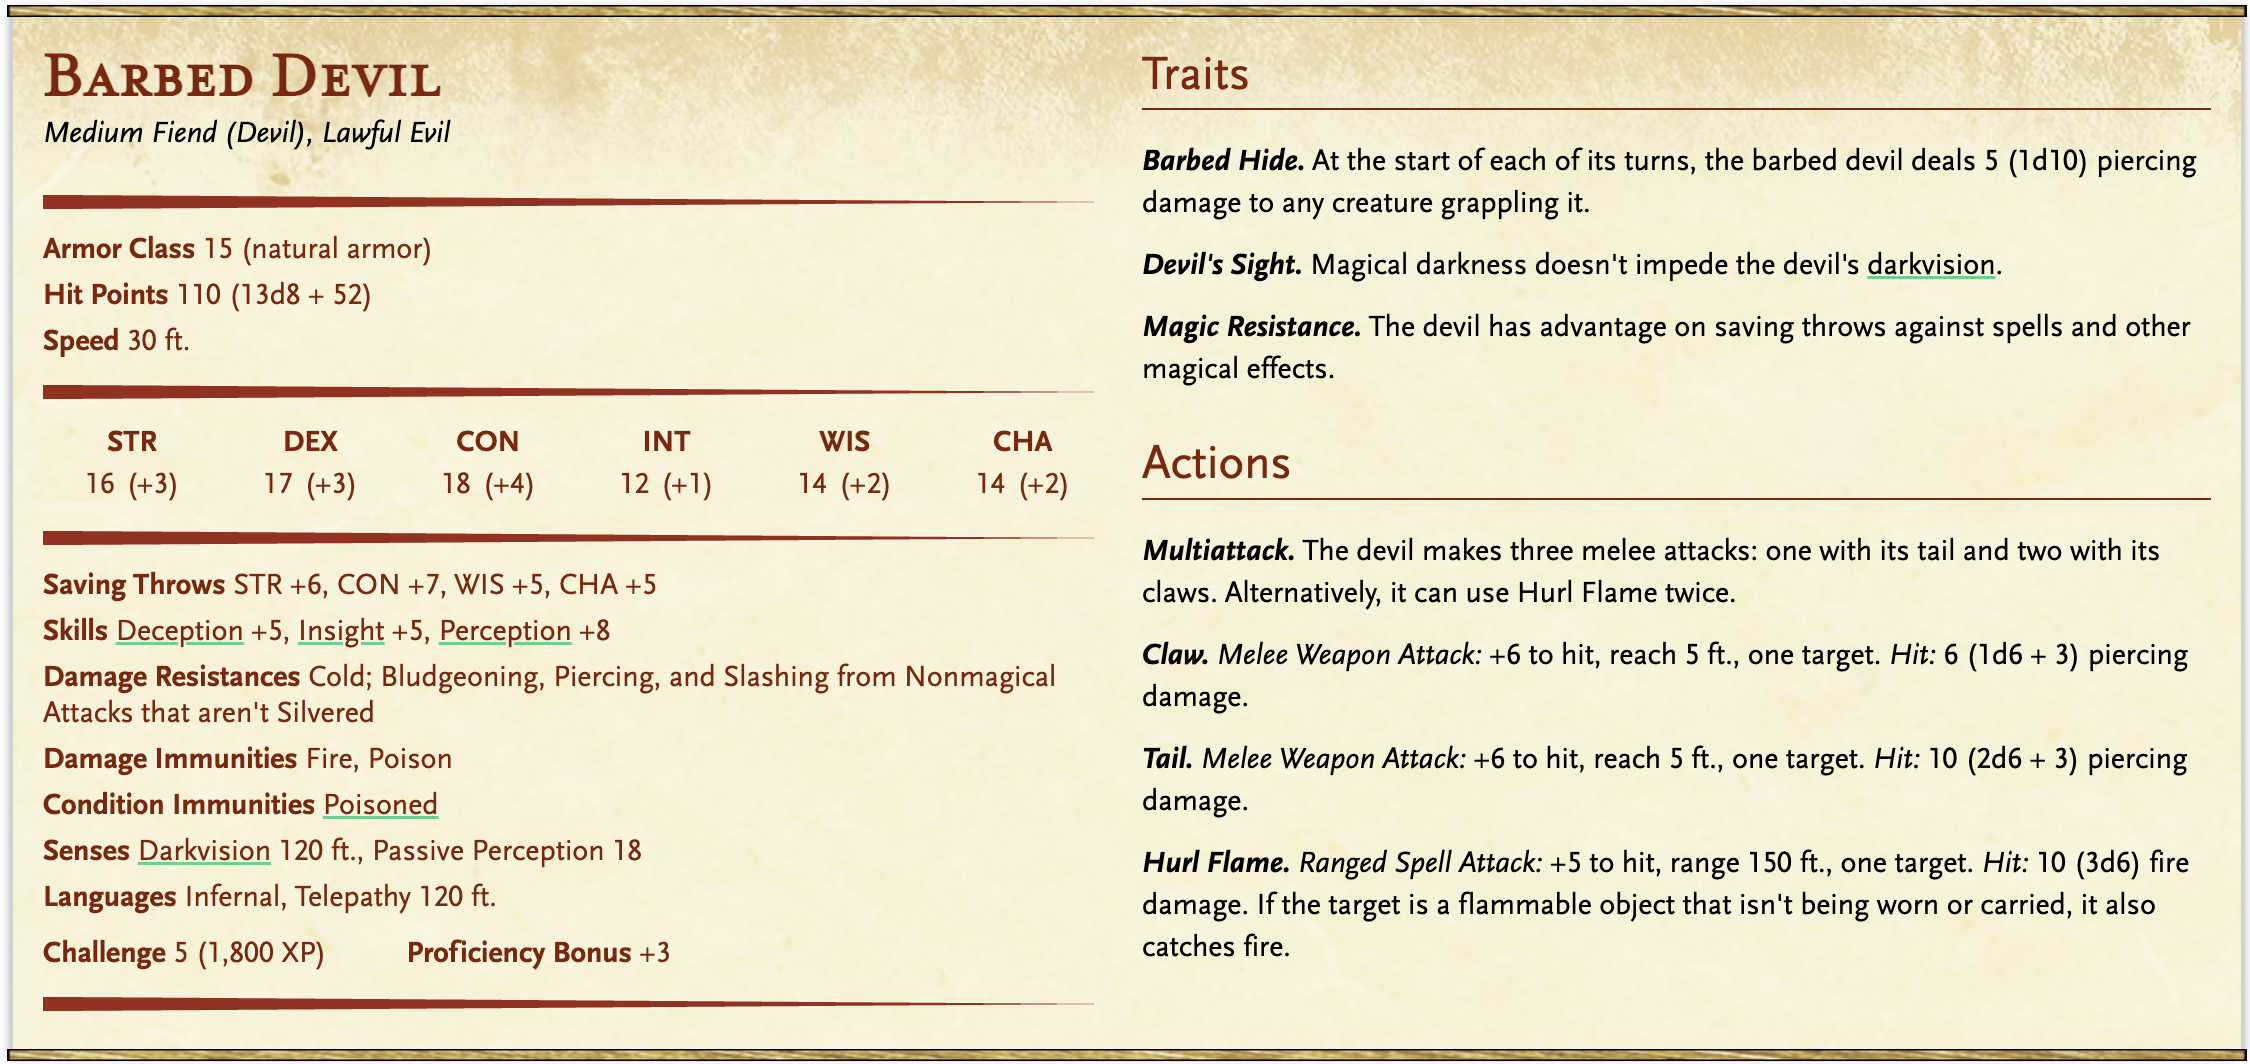 Barbed Devil
Medium Fiend (Devil), Lawful Evil
Armor Class 15 (natural armor)
Hit Points 110 (13d8 + 52)
Speed 30 ft.
STR DEX CON INT WIS CHA
16 (+3) 17 (+3) 18 (+4) 12 (+1) 14 (+2) 14 (+2)
Saving Throws STR +6, CON +7, WIS +5, CHA +5
Skills Deception +5, Insight +5, Perception +8
Damage Resistances Cold; Bludgeoning, Piercing, and Slashing from Nonmagical
Attacks that aren't Silvered
Damage Immunities Fire, Poison
Condition Immunities Poisoned
Senses Darkvision 120 ft., Passive Perception 18
Languages Infernal, Telepathy 120 ft.
Challenge 5 (1,800 XP) Proficiency Bonus +3
Traits
Barbed Hide. At the start of each of its turns, the barbed devil deals 5 (1d10) piercing
damage to any creature grappling it.
Devil's Sight. Magical darkness doesn't impede the devil's darkvision.
Magic Resistance. The devil has advantage on saving throws against spells and other
magical effects.
Actions
Multiattack. The devil makes three melee attacks: one with its tail and two with its
claws. Alternatively, it can use Hurl Flame twice.
Claw. Melee Weapon Attack: +6 to hit, reach 5 ft., one target. Hit: 6 (1d6 + 3) piercing
damage.
Tail. Melee Weapon Attack: +6 to hit, reach 5 ft., one target. Hit: 10 (2d6 + 3) piercing
damage.
Hurl Flame. Ranged Spell Attack: +5 to hit, range 150 ft., one target. Hit: 10 (3d6) fire
damage. If the target is a flammable object that isn't being worn or carried, it also
catches fire.